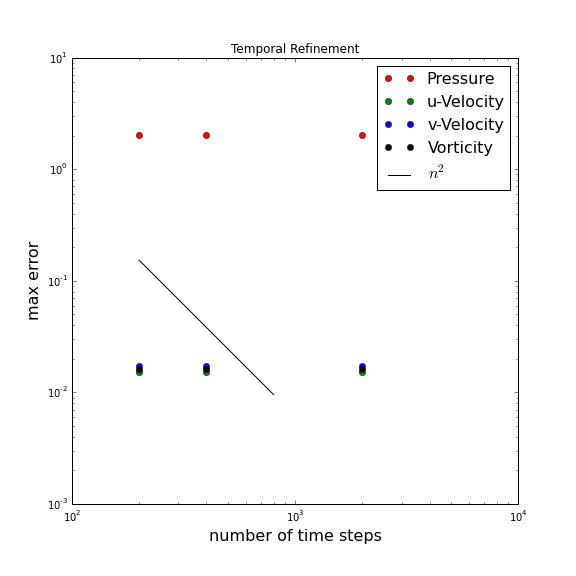 Temporal Refinement
10¹
10⁰
10⁻¹
10⁻²
10⁻³
max error
Pressure
u-Velocity
v-Velocity
Vorticity
n²
10²
10³
10⁴
number of time steps